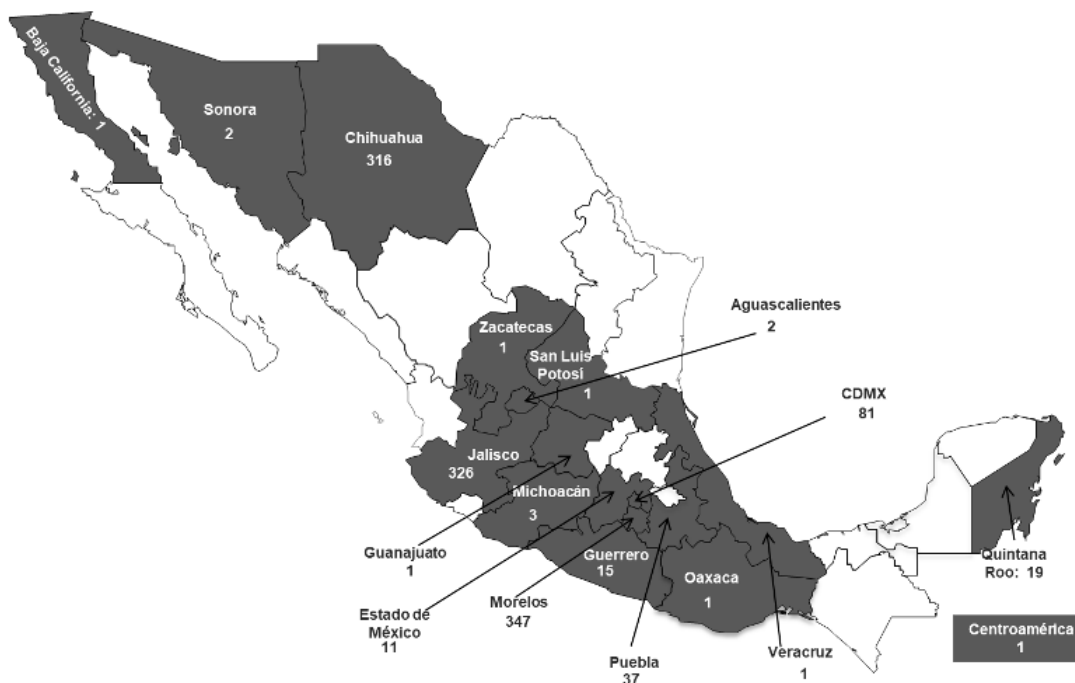 Baja California: 1
Sonora
2
Chihuahua
316
Aguascalientes
2
Zacatecas
1
San Luis
Potosí
1
CDMX
81
Jalisco
326
Michoacán
3
Guanajuato
1
Guerrero
15
Oaxaca
1
Quintana
Roo: 19
Estado de
México
11
Morelos
347
Puebla
37
Veracruz
1
Centroamérica
1